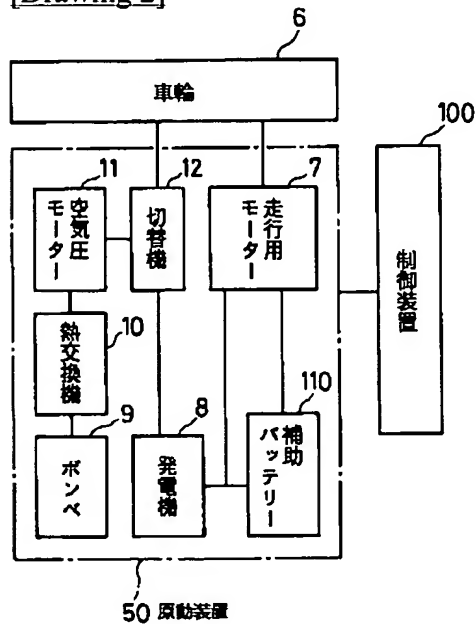 [Drawing 2]
6
車輪
100
制御装置
11
空気圧
モーター
12
切替機
7
走行用
モーター
熱交換機
10
9
ボンベ
8
発電機
110
補助
バッテリー
50 原動装置